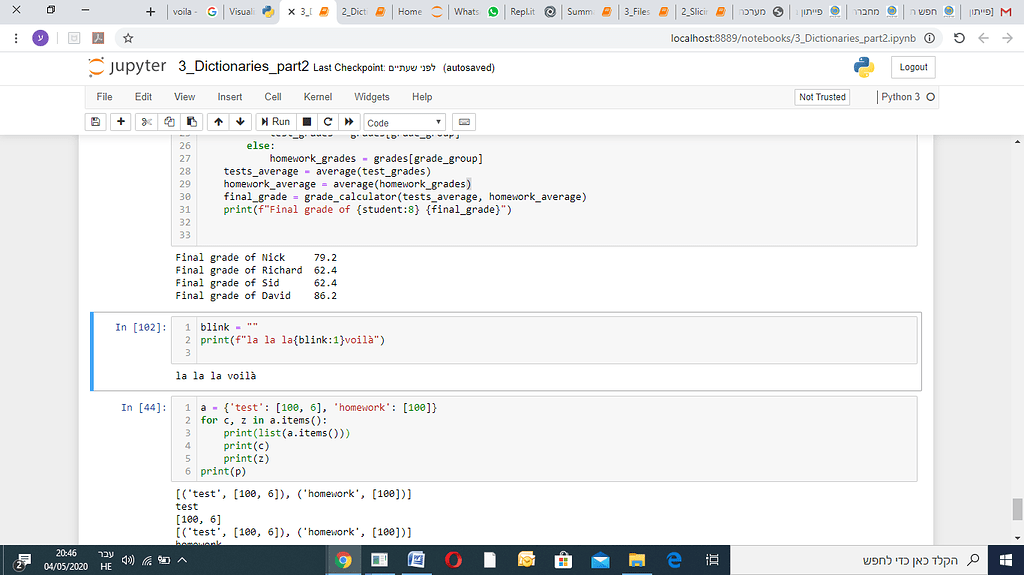 voila -
Visuali
3_D
2_Dicti
Home
Whats
Repl.it
Summ
3_Files
2_Slicin
מערכו
פייתון
מחברו
חפש ר
[פייתון
localhost:8889/notebooks/3_Dictionaries_part2.ipynb
ע
jupyter 3_Dictionaries_part2 Last Checkpoint: לפני שעתיים (autosaved)
Logout
File Edit View Insert Cell Kernel Widgets Help
Not Trusted
Python 3
Run
Code
26 else:
27 homework_grades = grades[grade_group]
28 tests_average = average(test_grades)
29 homework_average = average(homework_grades)
30 final_grade = grade_calculator(tests_average, homework_average)
31 print(f"Final grade of {student:8} {final_grade}")
32
33
Final grade of Nick 79.2
Final grade of Richard 62.4
Final grade of Sid 62.4
Final grade of David 86.2
In [102]:
1 blink = ""
2 print(f"la la la{blink:1}voilà")
3
la la la voilà
In [44]:
1 a = {'test': [100, 6], 'homework': [100]}
2 for c, z in a.items():
3 print(list(a.items()))
4 print(c)
5 print(z)
6 print(p)
[('test', [100, 6]), ('homework', [100])]
test
[100, 6]
[('test', [100, 6]), ('homework', [100])]
homework
2
20:46
04/05/2020
עבר
HE
הקלד כאן כדי לחפש